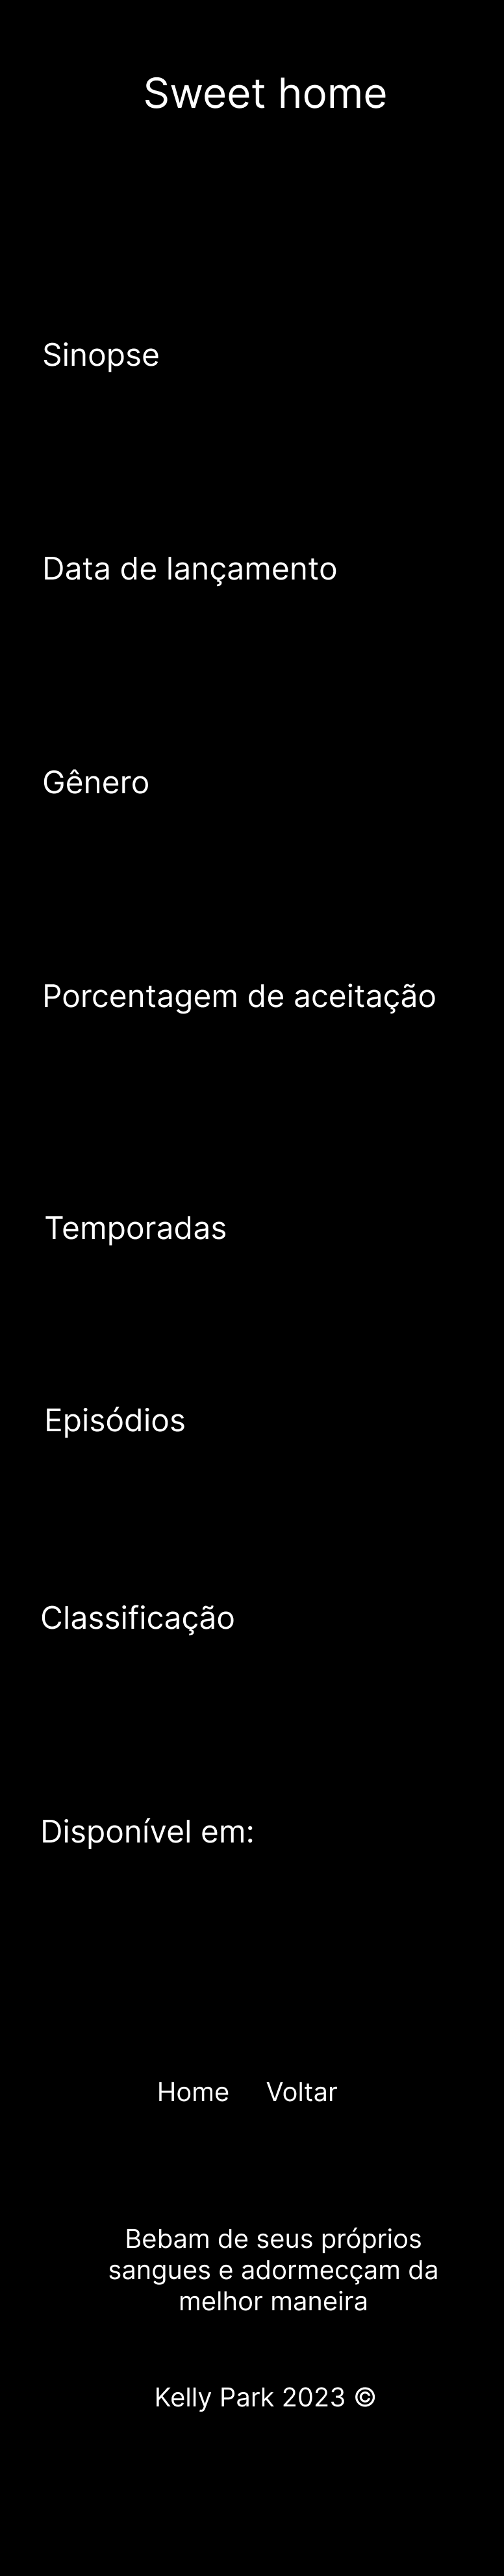 Sweet home
Sinopse
Data de lançamento
Gênero
Porcentagem de aceitação
Temporadas
Episódios
Classificação
Disponível em:
Home Voltar
Bebam de seus próprios
sangues e adormecçam da
melhor maneira
Kelly Park 2023 ©